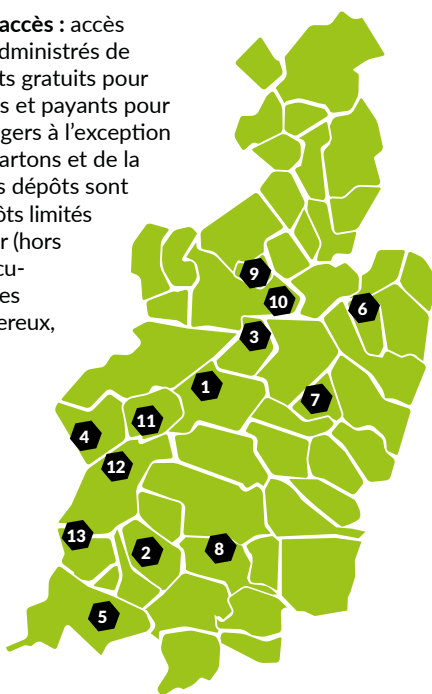 accès : accès
dministrés de
ts gratuits pour
s et payants pour
gers à l'exception
artons et de la
s dépôts sont
ôts limités
r (hors
cu-
es
ereux,
9
10
6
3
1
7
11
4
12
13
2
8
5